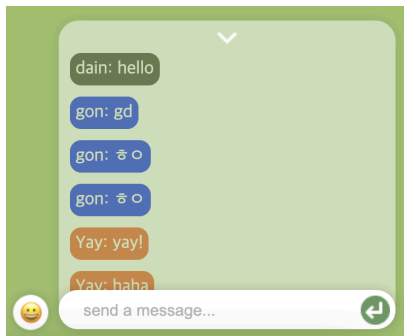 dain: hello
gon: gd
gon: ㅎㅇ
gon: ㅎㅇ
Yay: yay!
Yay: haha
send a message...